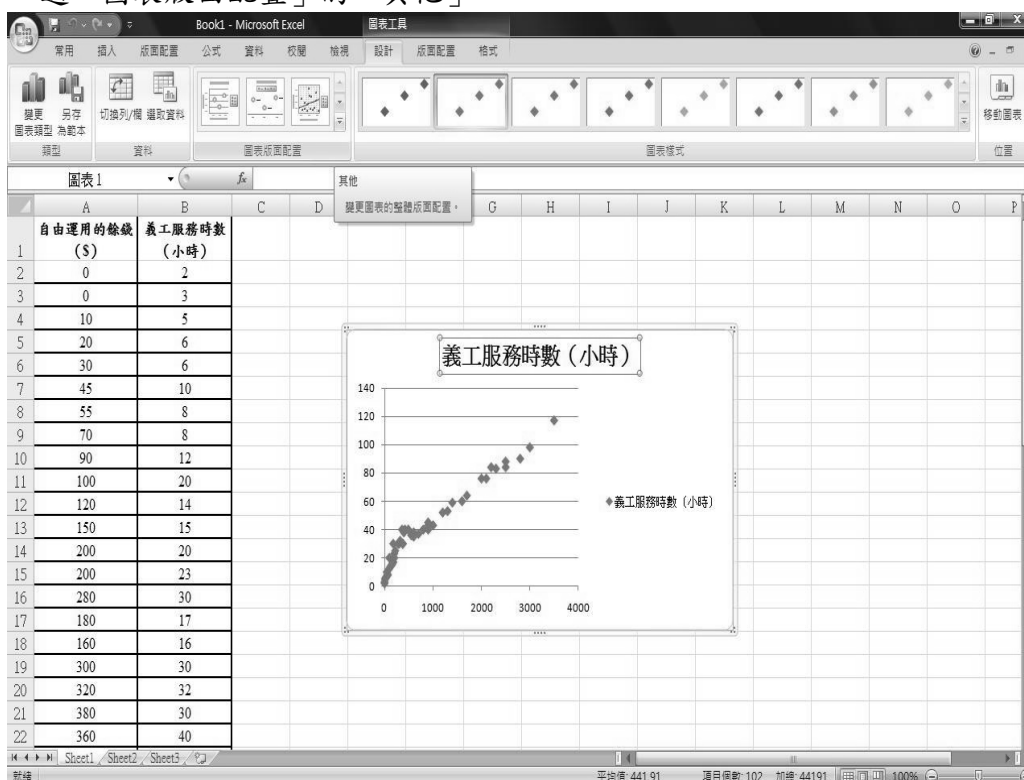 選「圖表版面配置」的「其他」
Book1 - Microsoft Excel 圖表工具
常用 插入 版面配置 公式 資料 校閱 檢視 設計 版面配置 格式
變更圖表類型 另存為範本 切換列/欄 選取資料 移動圖表
類型 資料 圖表版面配置 圖表樣式 位置
圖表 1 fx
其他
變更圖表的整體版面配置。
A B C D G H I J K L M N O P
1 自由運用的餘錢($) 義工服務時數(小時)
2 0 2
3 0 3
4 10 5
5 20 6
6 30 6
7 45 10
8 55 8
9 70 8
10 90 12
11 100 20
12 120 14
13 150 15
14 200 20
15 200 23
16 280 30
17 180 17
18 160 16
19 300 30
20 320 32
21 380 30
22 360 40
義工服務時數(小時)
140
120
100
80
60
40
20
0
0 1000 2000 3000 4000
義工服務時數(小時)
Sheet1 Sheet2 Sheet3
就緒 平均值: 441.91 項目個數: 102 加總: 44191 100%